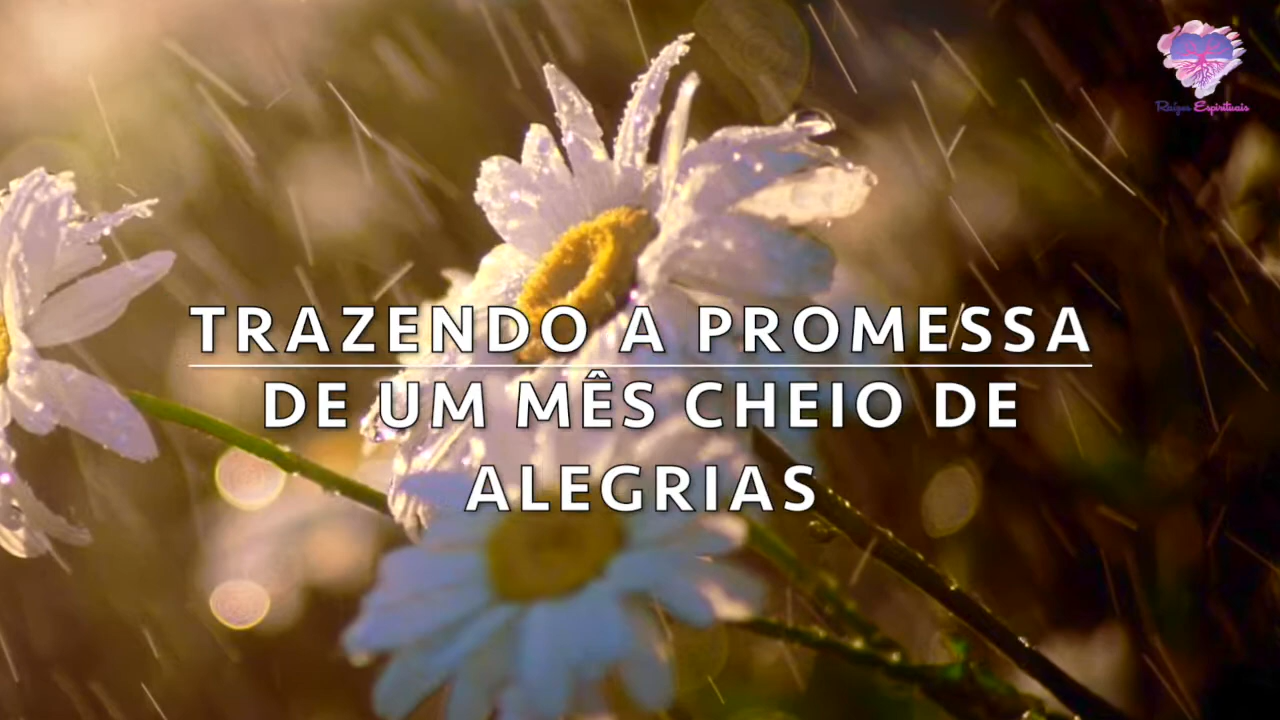 Raízes Espirituais
TRAZENDO A PROMESSA
DE UM MÊS CHEIO DE
ALEGRIAS